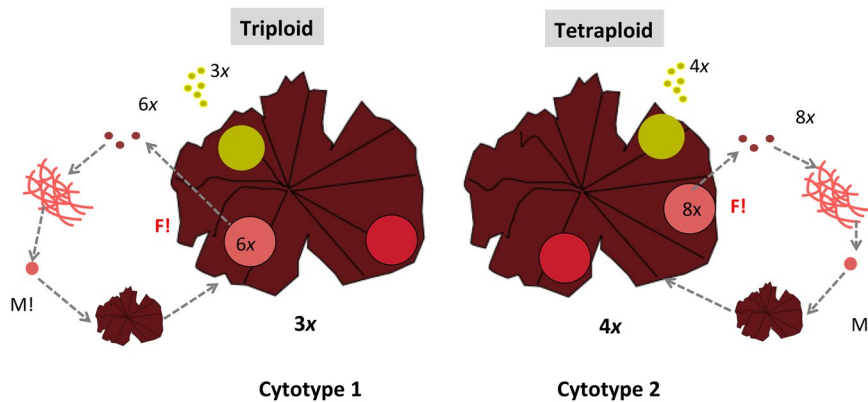 Triploid
Tetraploid
3x
4x
6x
8x
F!
6x
8x
F!
M!
M
3x
4x
Cytotype 1
Cytotype 2